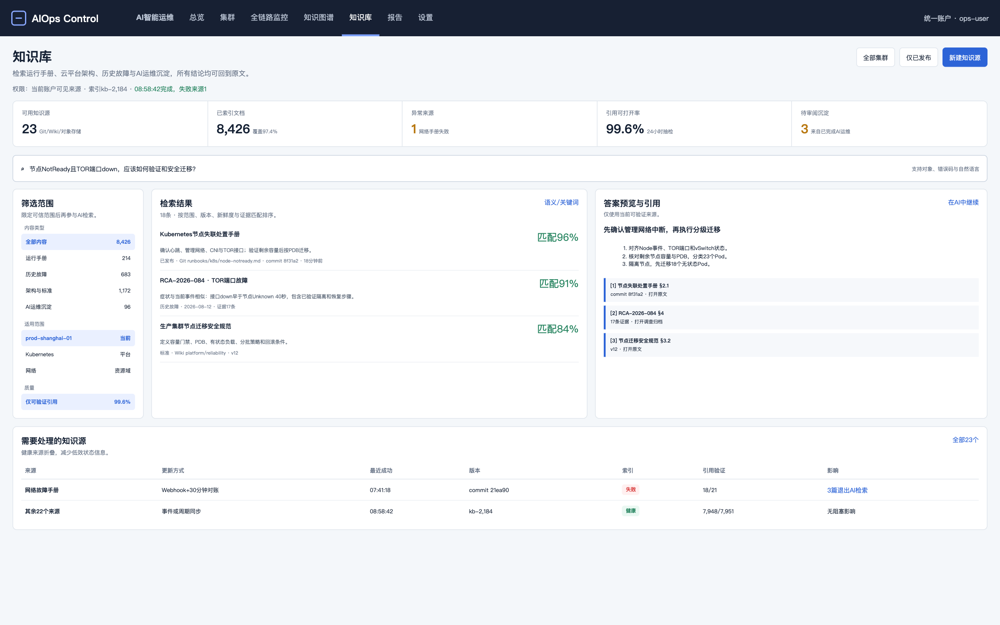 AIOps Control
AI智能运维 总览 集群 全链路监控 知识图谱 知识库 报告 设置
统一账户 · ops-user
知识库
检索运行手册、云平台架构、历史故障与AI运维沉淀，所有结论均可回到原文。
权限：当前账户可见来源 · 索引kb-2,184 · 08:58:42完成，失败来源1
全部集群 仅已发布 新建知识源
可用知识源
23 Git/Wiki/对象存储
已索引文档
8,426 覆盖97.4%
异常来源
1 网络手册失败
引用可打开率
99.6% 24小时抽检
待审阅沉淀
3 来自已完成AI运维
节点NotReady且TOR端口down，应该如何验证和安全迁移？
支持对象、错误码与自然语言
筛选范围
限定可信范围后再参与AI检索。
内容类型
全部内容 8,426
运行手册 214
历史故障 683
架构与标准 1,172
AI运维沉淀 96
适用范围
prod-shanghai-01 当前
Kubernetes 平台
网络 资源域
质量
仅可验证引用 99.6%
检索结果
语义/关键词
18条 · 按范围、版本、新鲜度与证据匹配排序。
Kubernetes节点失联处置手册
匹配96%
确认心跳、管理网络、CNI与TOR接口；验证剩余容量后按PDB迁移。
已发布 · Git runbooks/k8s/node-notready.md · commit 8f31a2 · 18分钟前
RCA-2026-084 · TOR端口故障
匹配91%
症状与当前事件相似：接口down早于节点Unknown 40秒，包含已验证隔离和恢复步骤。
历史故障 · 2026-08-12 · 证据17条
生产集群节点迁移安全规范
匹配84%
定义容量门禁、PDB、有状态负载、分批策略和回滚条件。
标准 · Wiki platform/reliability · v12
答案预览与引用
在AI中继续
仅使用当前可验证来源。
先确认管理网络中断，再执行分级迁移
1. 对齐Node事件、TOR端口和vSwitch状态。
2. 核对剩余节点容量与PDB，分类23个Pod。
3. 隔离节点，先迁移18个无状态Pod。
[1] 节点失联处置手册 §2.1
commit 8f31a2 · 打开原文
[2] RCA-2026-084 §4
17条证据 · 打开调查归档
[3] 节点迁移安全规范 §3.2
v12 · 打开原文
需要处理的知识源
全部23个
健康来源折叠，减少低效状态信息。
来源 更新方式 最近成功 版本 索引 引用验证 影响
网络故障手册 Webhook+30分钟对账 07:41:18 commit 21ea90 失败 18/21 3篇退出AI检索
其余22个来源 事件或周期同步 08:58:42 kb-2,184 健康 7,948/7,951 无阻塞影响